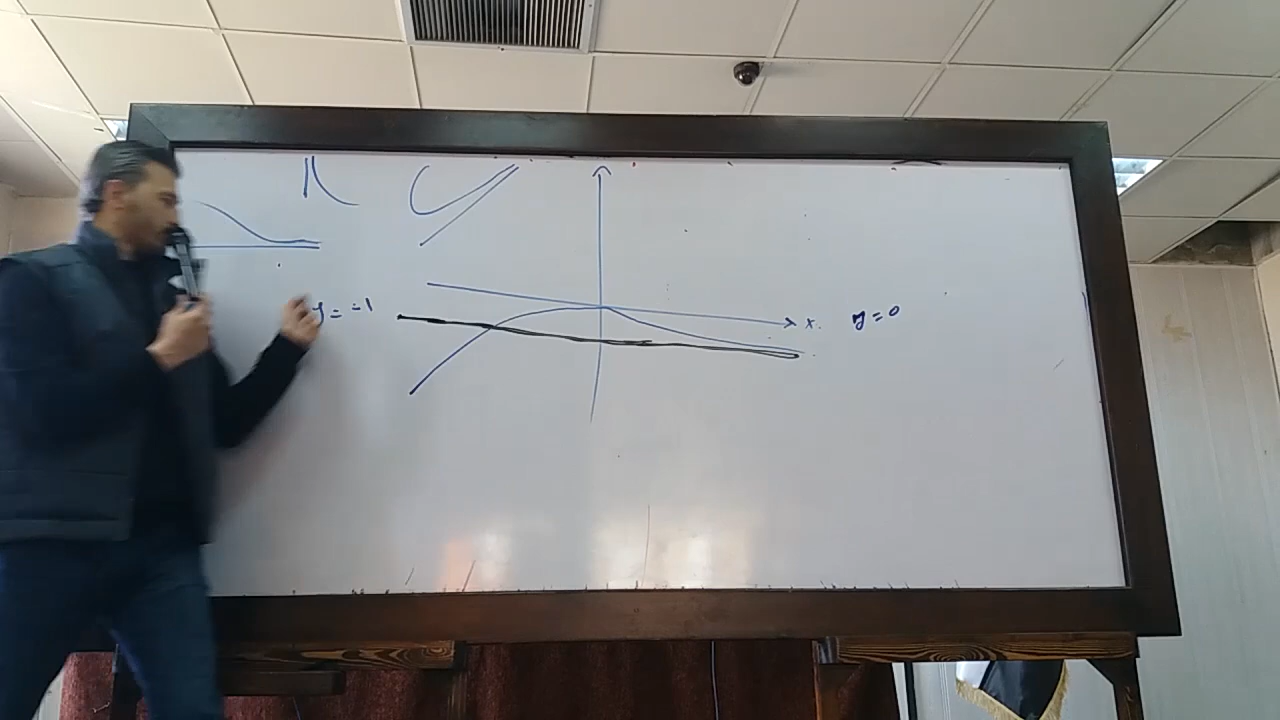 y = -1
x.
y = 0